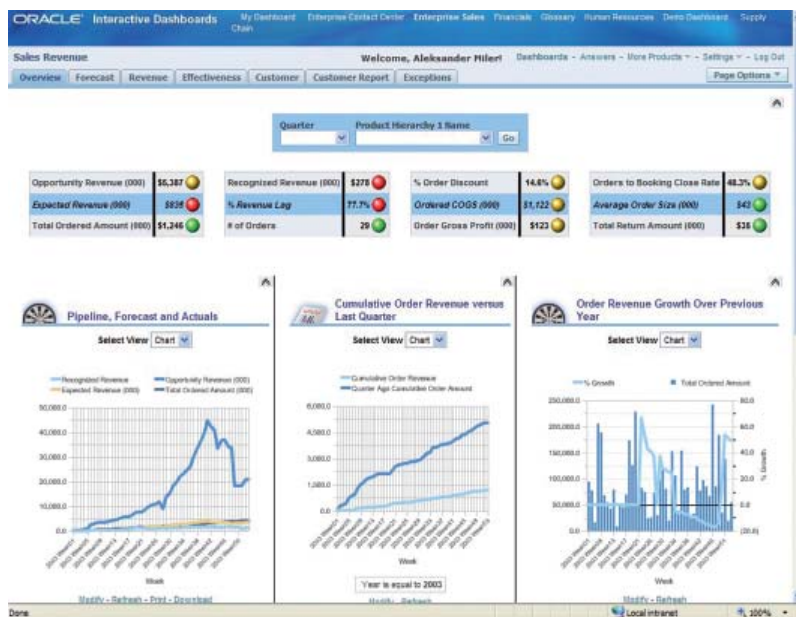 ORACLE Interactive Dashboards My Dashboard Enterprise Contact Center Enterprise Sales Financials Glossary Human Resources Demo Dashboard Supply
Chain
Sales Revenue Welcome, Aleksander Miler! Dashboards - Answers - More Products - Settings - Log Out
Overview Forecast Revenue Effectiveness Customer Customer Report Exceptions Page Options
Quarter Product Hierarchy 1 Name
Go
Opportunity Revenue (000) $6,387 Recognized Revenue (000) $278 % Order Discount 14.6% Orders to Booking Close Rate 48.3%
Expected Revenue (000) % Revenue Lag 77.7% Ordered COGS (000) $1,122 Average Order Size (000) $43
Total Ordered Amount (000) $1,246 # of Orders 29 Order Gross Profit (000) $123 Total Return Amount (000)
Pipeline, Forecast and Actuals
Select View Chart
Recognized Revenue Opportunity Revenue (000)
Expected Revenue (000) Total Ordered Amount (000)
50,000.0
40,000.0
30,000.0
20,000.0
10,000.0
0.0
Week
Modify - Refresh - Print - Download
Cumulative Order Revenue versus
Last Quarter
Select View Chart
Cumulative Order Revenue
Quarter Ago Cumulative Order Amount
6,000.0
4,500.0
3,000.0
1,500.0
0.0
Week
Year is equal to 2003
Modify - Refresh
Order Revenue Growth Over Previous
Year
Select View Chart
% Growth Total Ordered Amount
250,000.0 80.0
200,000.0 60.0
150,000.0 40.0
100,000.0 20.0
50,000.0 0.0
0.0 (20.0)
% Growth
Week
Modify - Refresh
Done Local intranet 100%